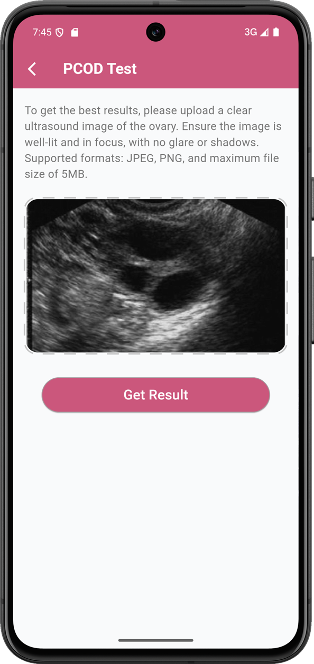 7:45 3G
PCOD Test
To get the best results, please upload a clear
ultrasound image of the ovary. Ensure the image is
well-lit and in focus, with no glare or shadows.
Supported formats: JPEG, PNG, and maximum file
size of 5MB.
Get Result